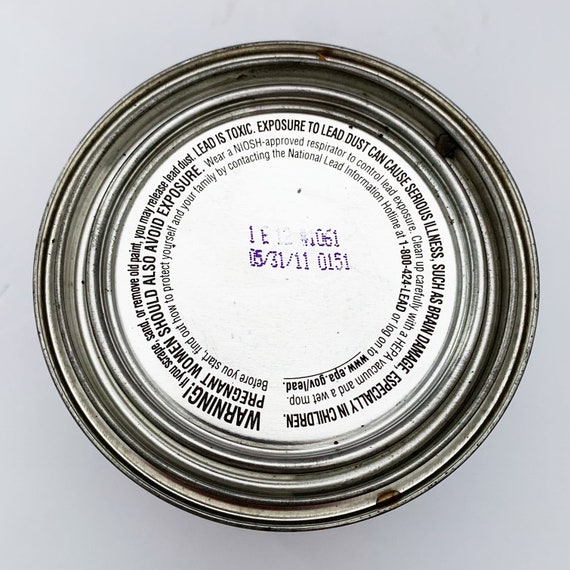 WARNING! If you scrape, sand, or remove old paint, you may release lead dust. LEAD IS TOXIC. EXPOSURE TO LEAD DUST CAN CAUSE SERIOUS ILLNESS, SUCH AS BRAIN DAMAGE, ESPECIALLY IN CHILDREN.
PREGNANT WOMEN SHOULD ALSO AVOID EXPOSURE. Wear a NIOSH-approved respirator to control lead exposure. Clean up carefully with a HEPA vacuum and a wet mop.
Before you start, find out how to protect yourself and your family by contacting the National Lead Information Hotline at 1-800-424-LEAD or log on to www.epa.gov/lead.
1 E 41061
05/31/11 0151